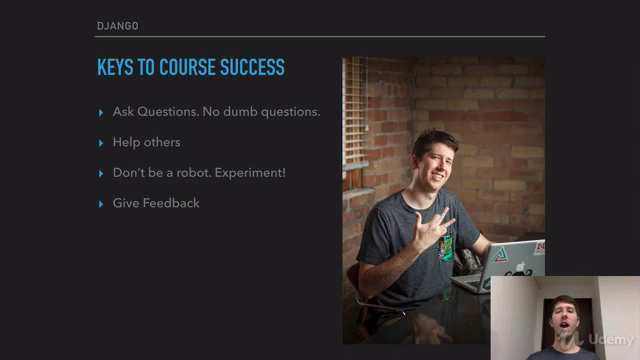 DJANGO
KEYS TO COURSE SUCCESS
Ask Questions. No dumb questions.
Help others
Don't be a robot. Experiment!
Give Feedback
Udemy